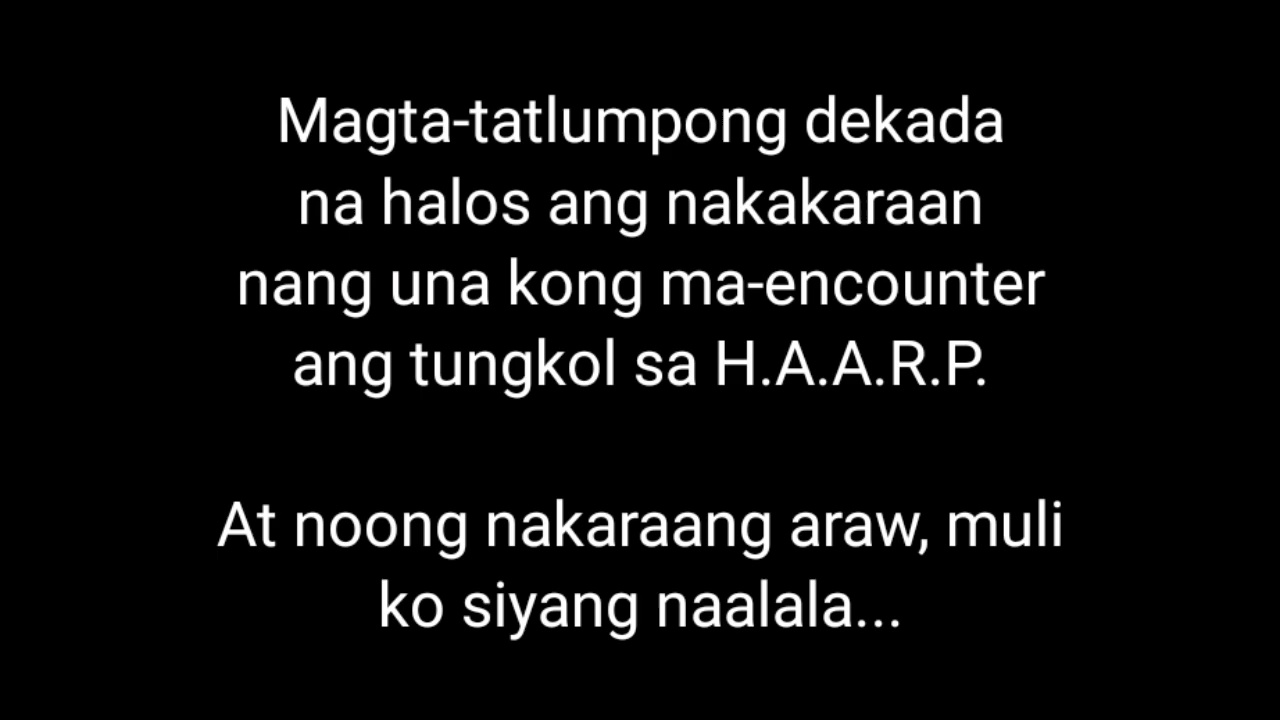 Magta-tatlumpong dekada
na halos ang nakakaraan
nang una kong ma-encounter
ang tungkol sa H.A.A.R.P.
At noong nakaraang araw, muli
ko siyang naalala...